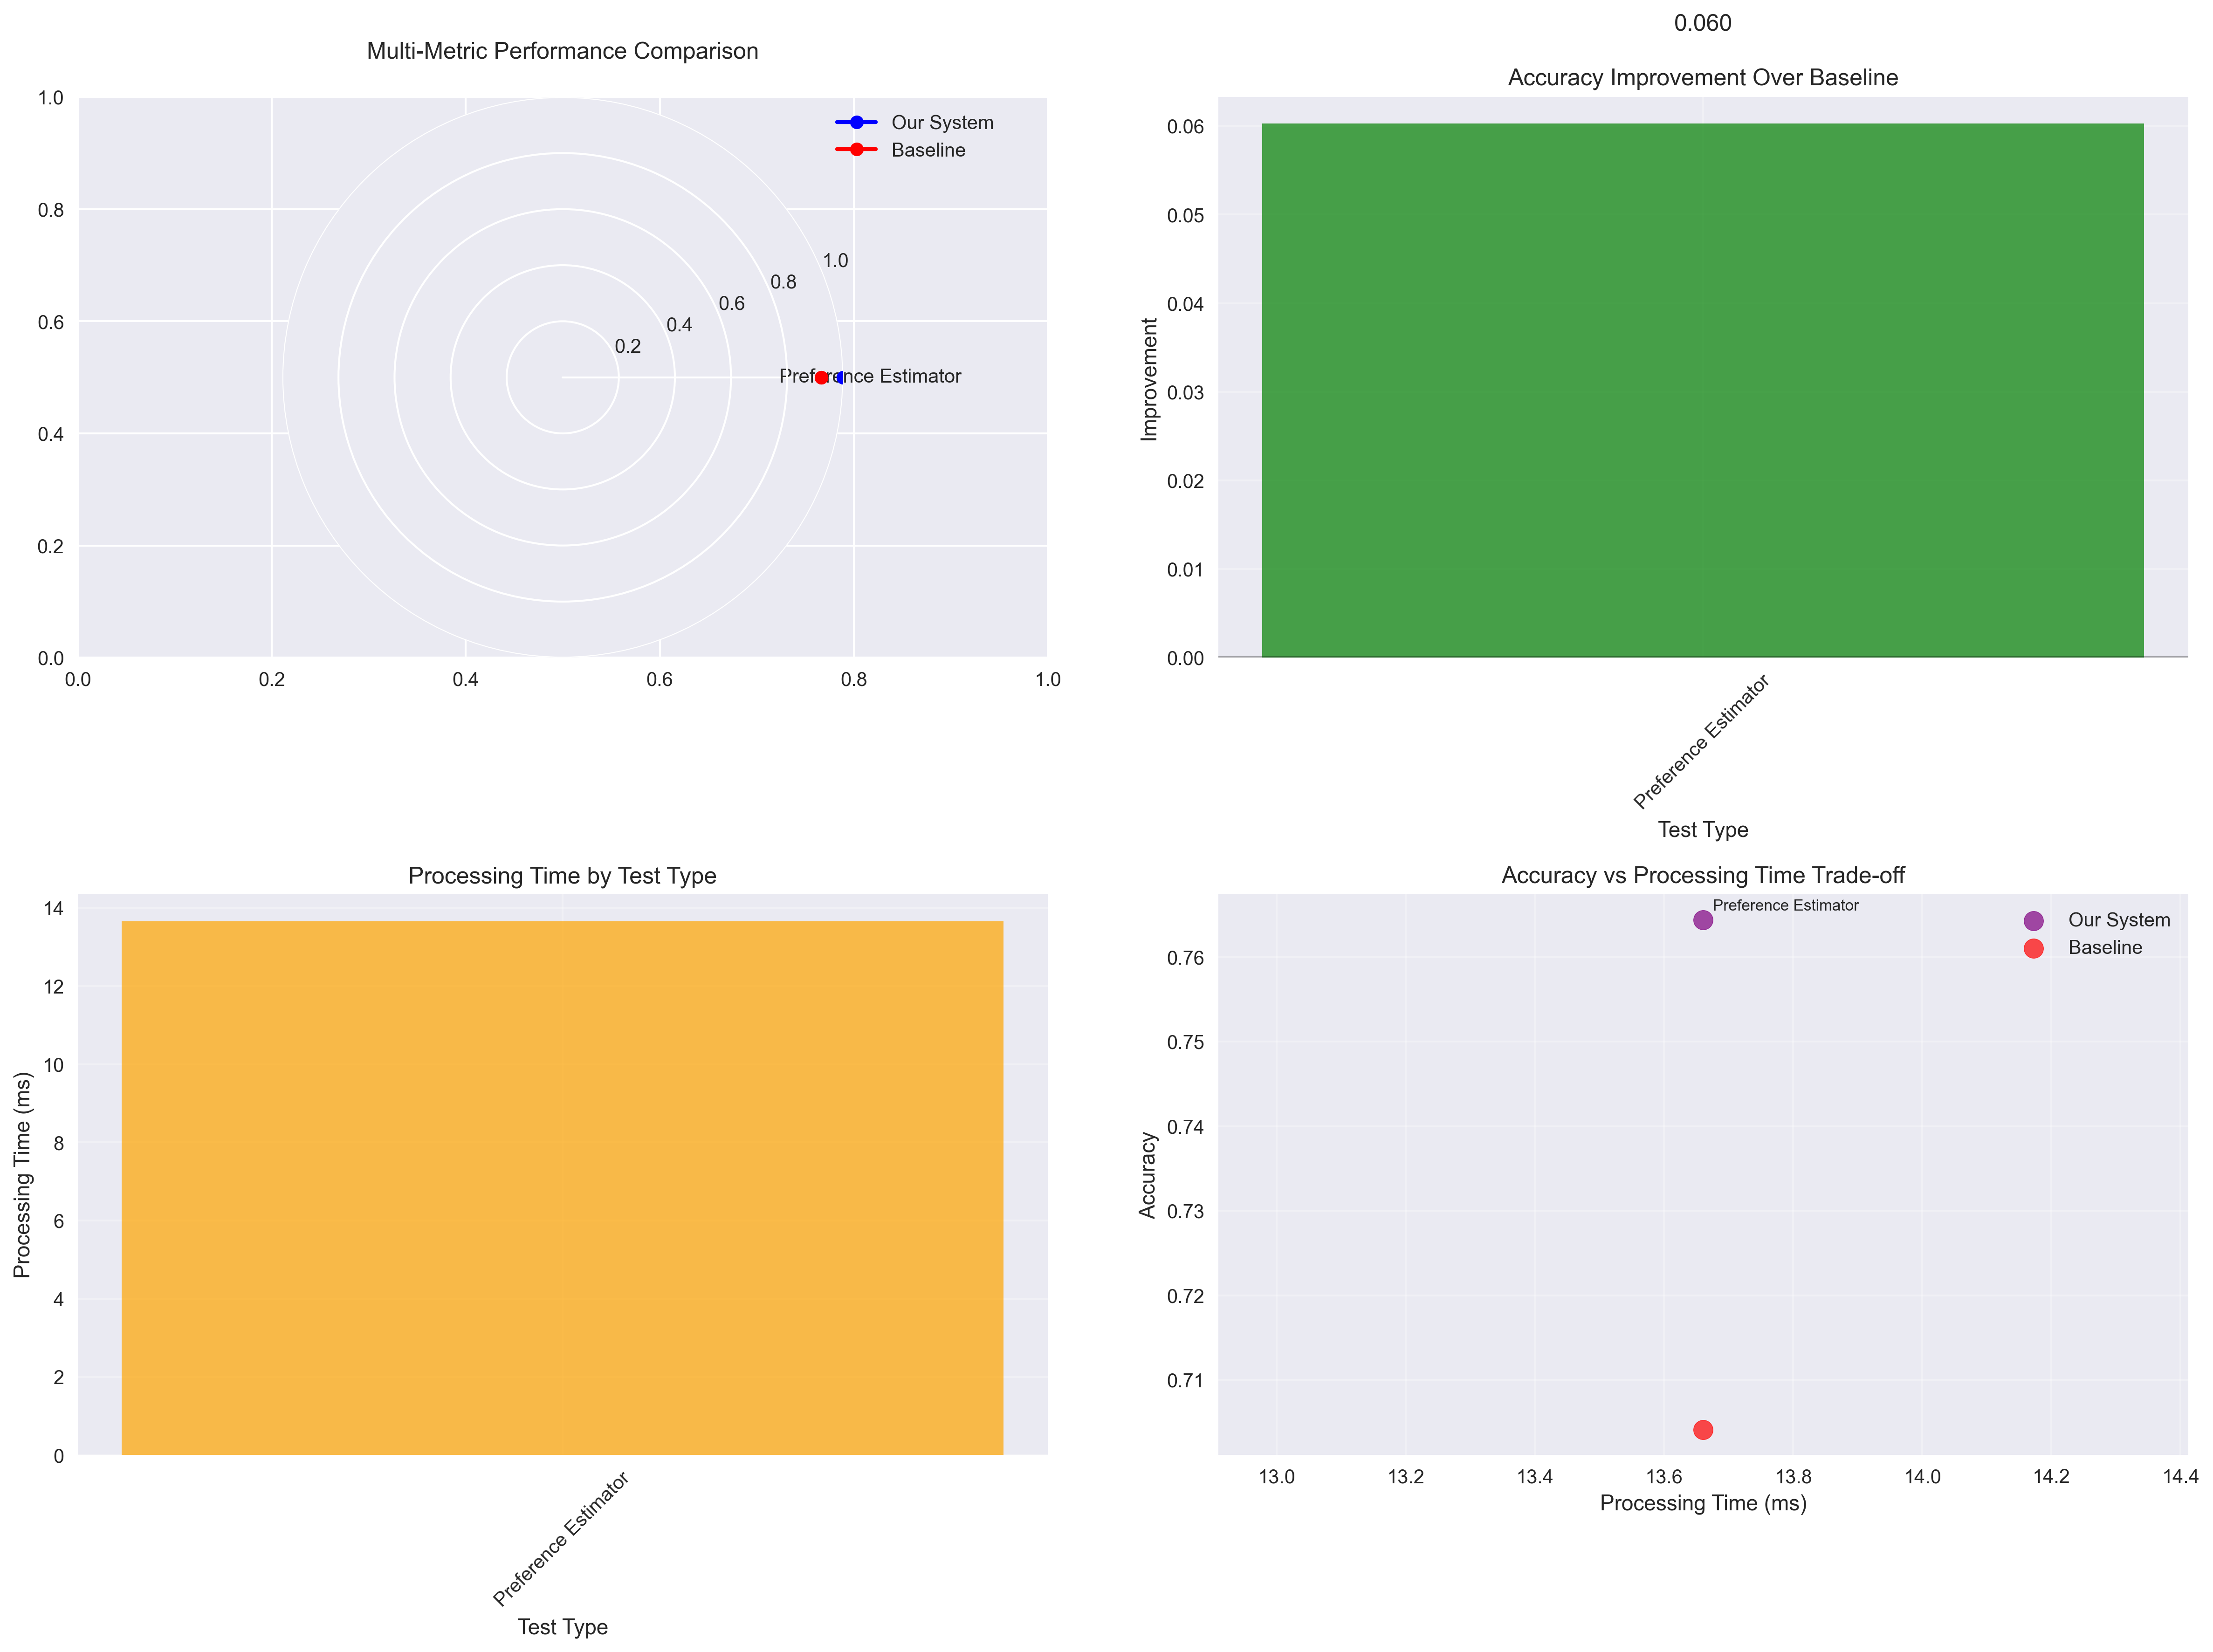 Multi-Metric Performance Comparison
1.0
0.8
0.6
0.4
0.2
0.0
0.0
0.2
0.4
0.6
0.8
1.0
Our System
Baseline
1.0
0.8
0.6
0.4
0.2
Preference Estimator
0.060
Accuracy Improvement Over Baseline
Improvement
0.06
0.05
0.04
0.03
0.02
0.01
0.00
Preference Estimator
Test Type
Processing Time by Test Type
Processing Time (ms)
14
12
10
8
6
4
2
0
Preference Estimator
Test Type
Accuracy vs Processing Time Trade-off
Preference Estimator
Our System
Baseline
Accuracy
0.76
0.75
0.74
0.73
0.72
0.71
13.0
13.2
13.4
13.6
13.8
14.0
14.2
14.4
Processing Time (ms)